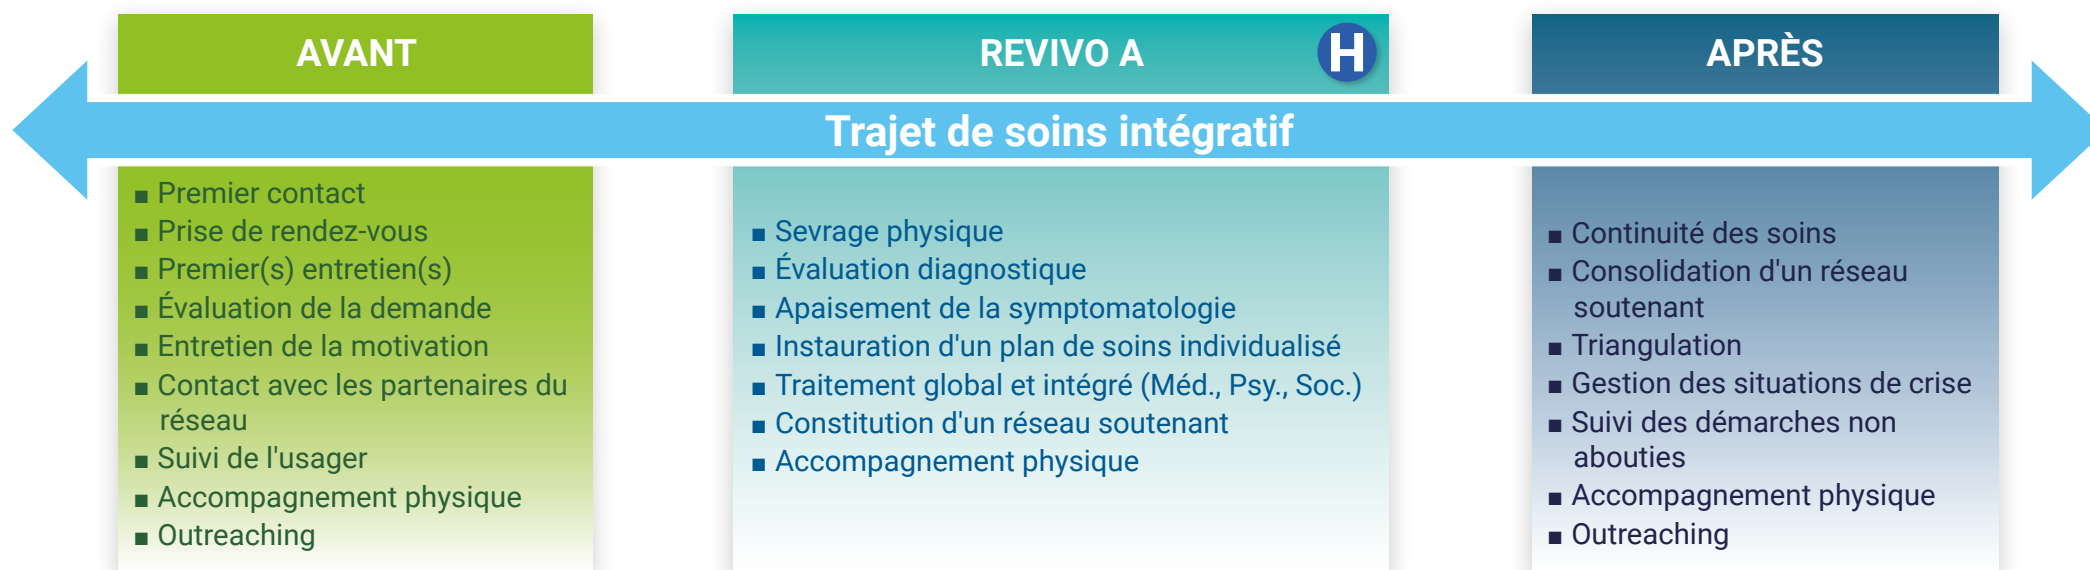 AVANT
REVIVO A
H
APRÈS
Trajet de soins intégratif
■ Premier contact
■ Prise de rendez-vous
■ Premier(s) entretien(s)
■ Évaluation de la demande
■ Entretien de la motivation
■ Contact avec les partenaires du
réseau
■ Suivi de l'usager
■ Accompagnement physique
■ Outreaching
■ Sevrage physique
■ Évaluation diagnostique
■ Apaisement de la symptomatologie
■ Instauration d'un plan de soins individualisé
■ Traitement global et intégré (Méd., Psy., Soc.)
■ Constitution d'un réseau soutenant
■ Accompagnement physique
■ Continuité des soins
■ Consolidation d'un réseau
soutenant
■ Triangulation
■ Gestion des situations de crise
■ Suivi des démarches non
abouties
■ Accompagnement physique
■ Outreaching